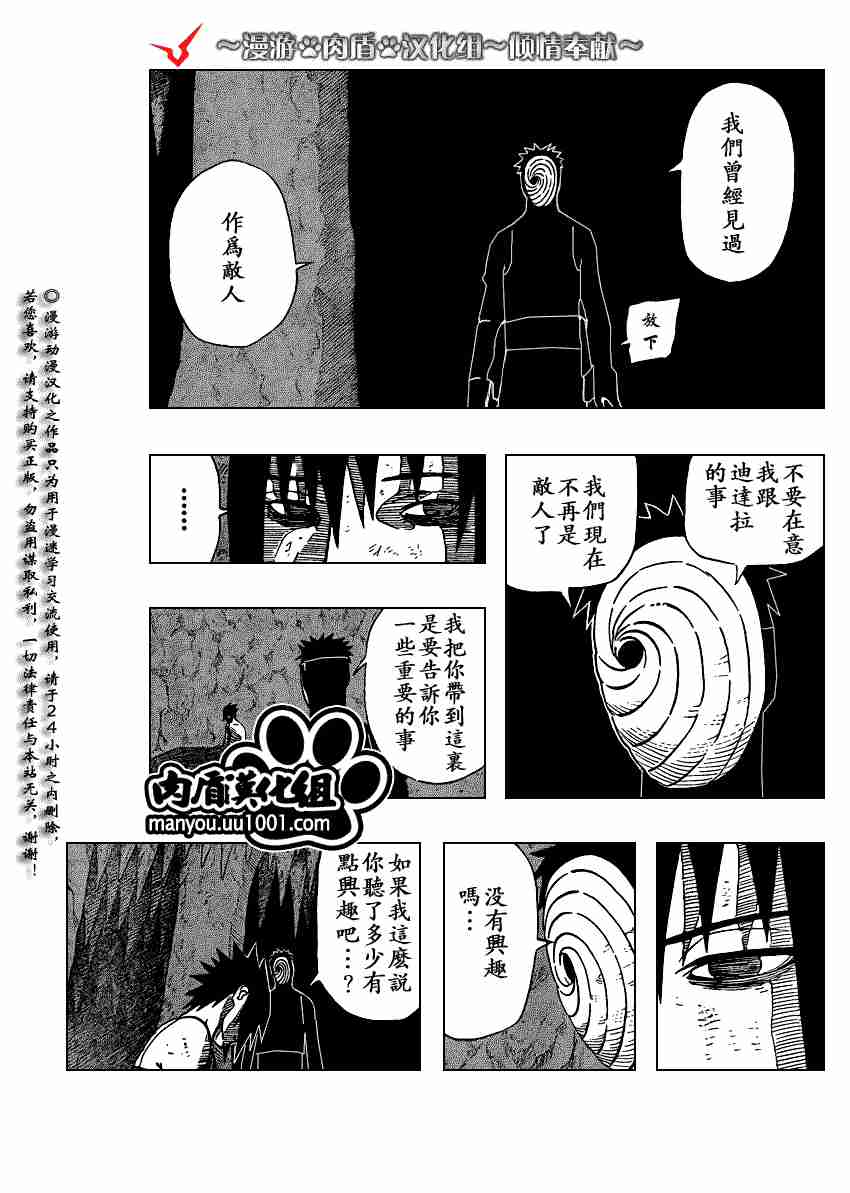 ～漫游🐾肉盾🐾汉化组～倾情奉献～
我們曾經見過
放下
作爲敵人
不要在意
我跟
迪達拉
的事
我們現在
不再是
敵人了
……
我把你帶到這裏
是要告訴你
一些重要的事
没有興趣
嗎…
如果我這麽說
你聽了多少有
點興趣吧…？
肉盾漢化组
manyou.uu1001.com
◎漫游动漫汉化之作品只为用于漫迷学习交流使用，请于24小时之内删除，
若您喜欢，请支持购买正版，勿盗用谋取私利，一切法律责任与本站无关，谢谢！